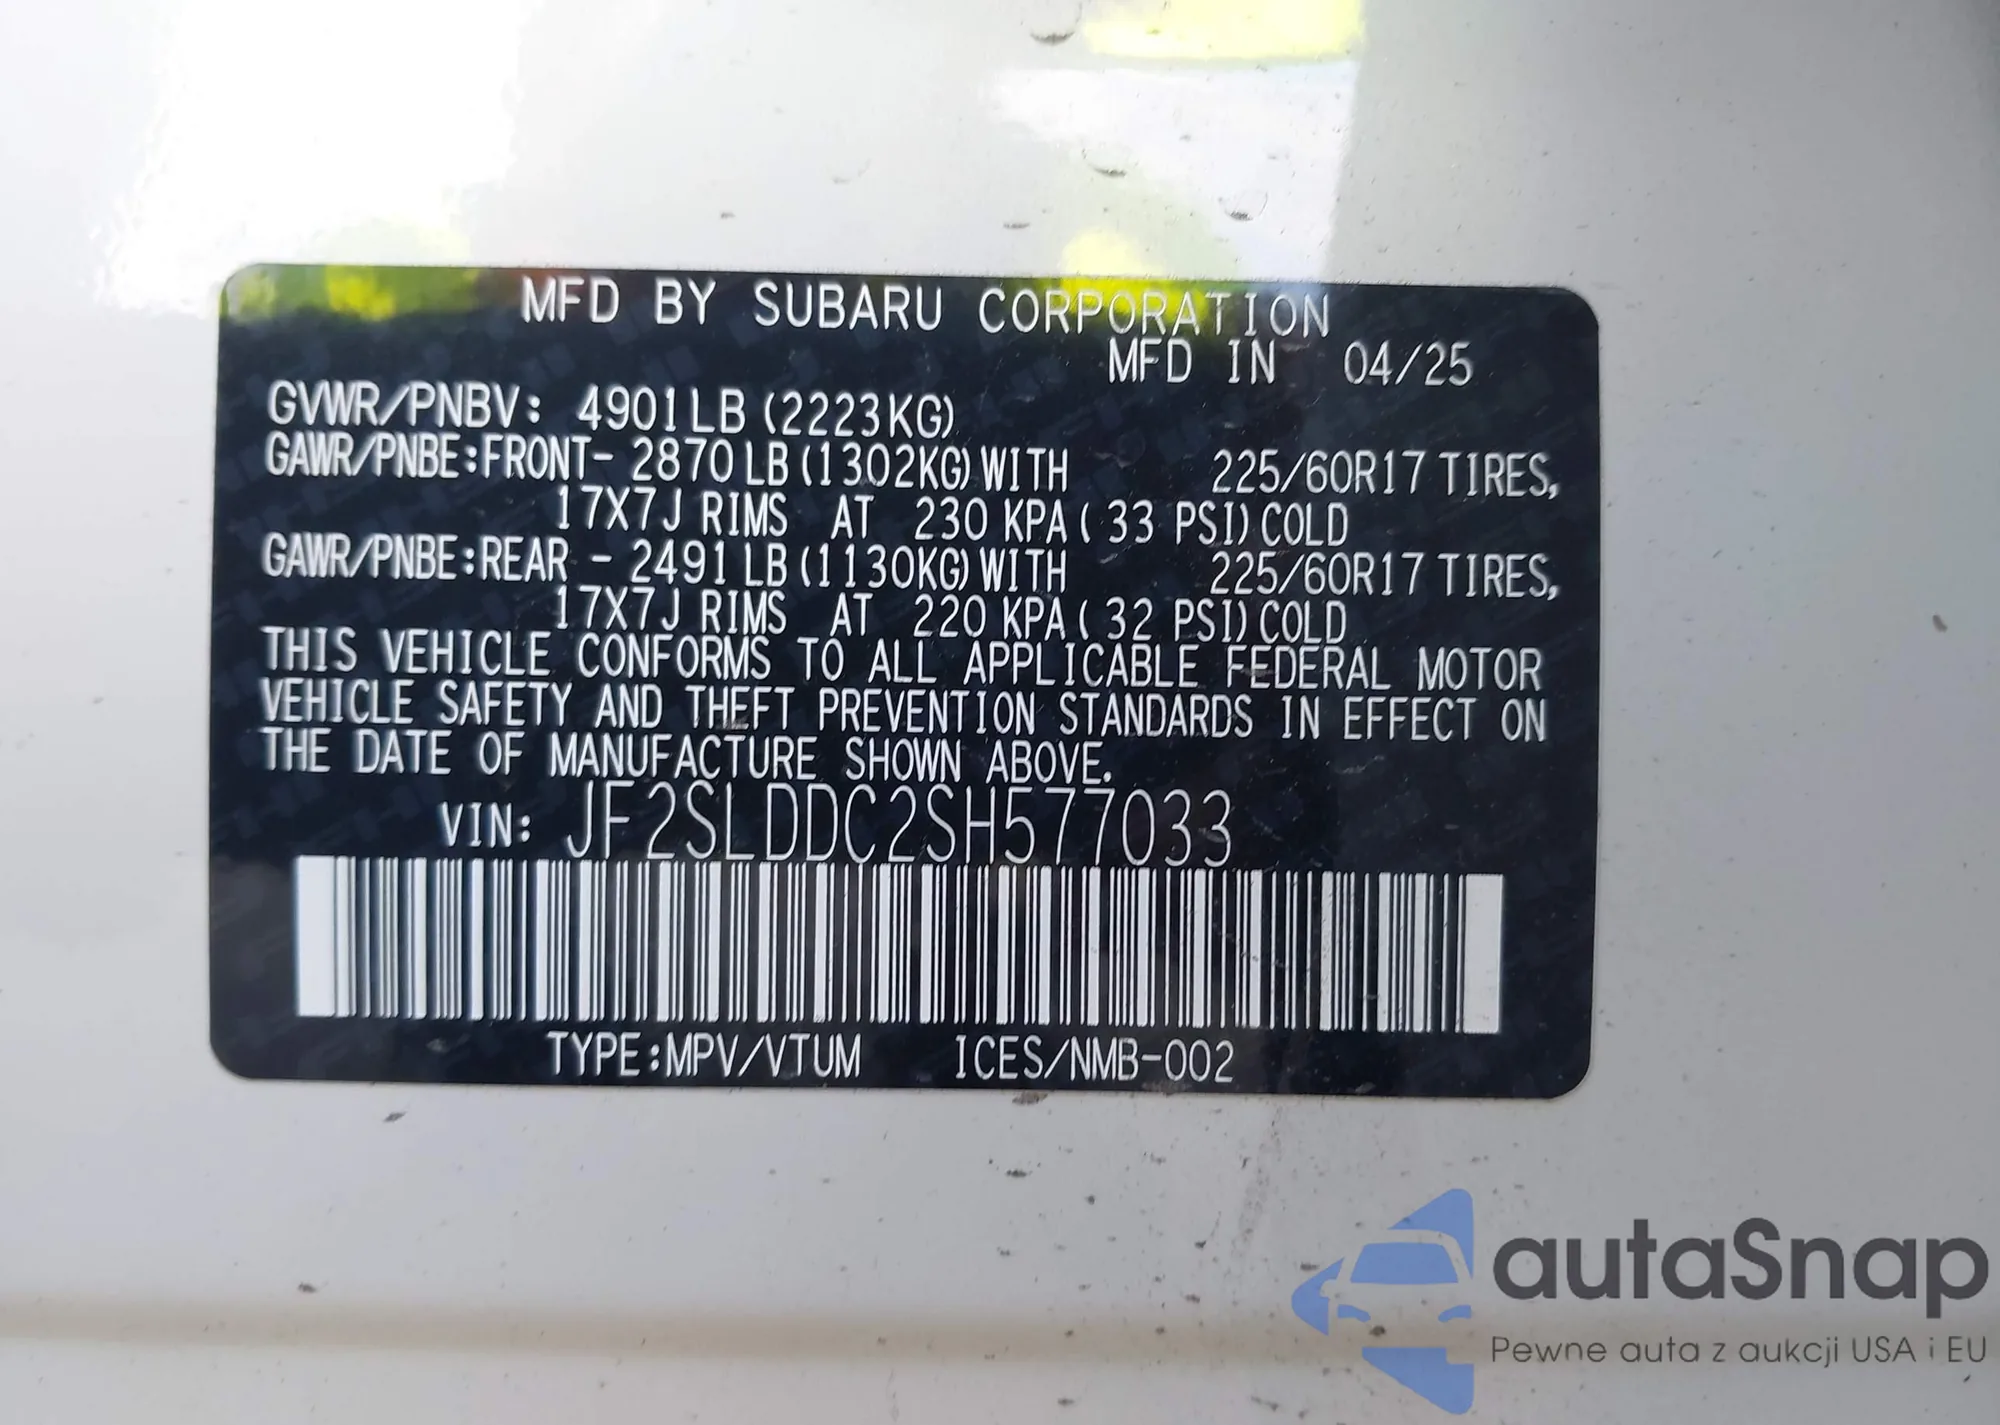 MFD BY SUBARU CORPORATION
MFD IN 04/25
GVWR/PNBV: 4901LB (2223KG)
GAWR/PNBE:FRONT- 2870LB(1302KG)WITH 225/60R17 TIRES,
17X7J RIMS AT 230 KPA( 33 PSI)COLD
GAWR/PNBE:REAR - 2491LB(1130KG)WITH 225/60R17 TIRES,
17X7J RIMS AT 220 KPA( 32 PSI)COLD
THIS VEHICLE CONFORMS TO ALL APPLICABLE FEDERAL MOTOR
VEHICLE SAFETY AND THEFT PREVENTION STANDARDS IN EFFECT ON
THE DATE OF MANUFACTURE SHOWN ABOVE.
VIN: JF2SLDDC2SH577033
TYPE:MPV/VTUM ICES/NMB-002
autaSnap
Pewne auta z aukcji USA i EU